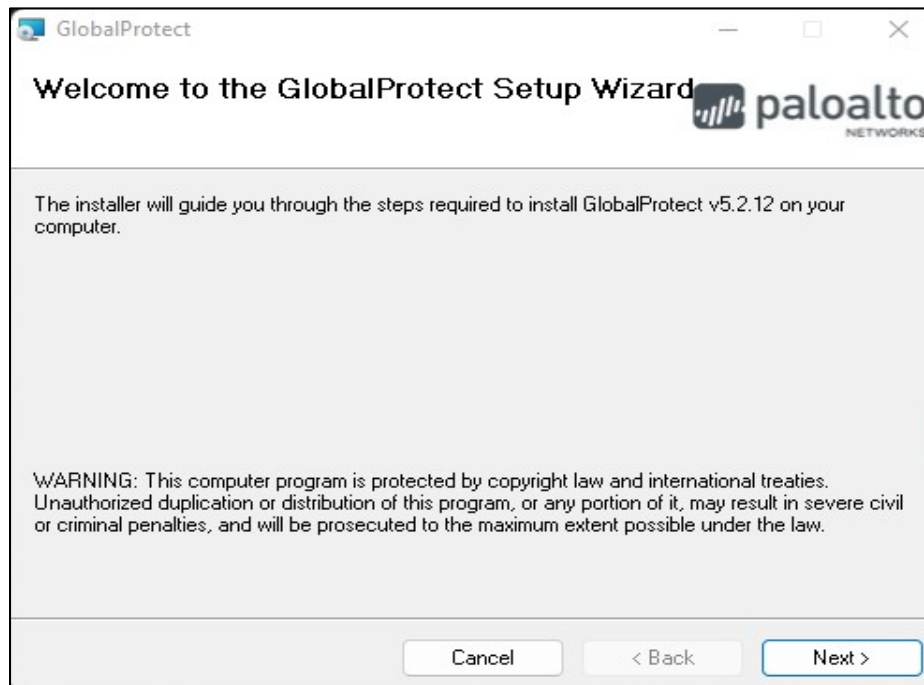 GlobalProtect
Welcome to the GlobalProtect Setup Wizard
paloalto
NETWORKS
The installer will guide you through the steps required to install GlobalProtect v5.2.12 on your
computer.
WARNING: This computer program is protected by copyright law and international treaties.
Unauthorized duplication or distribution of this program, or any portion of it, may result in severe civil
or criminal penalties, and will be prosecuted to the maximum extent possible under the law.
Cancel
< Back
Next >